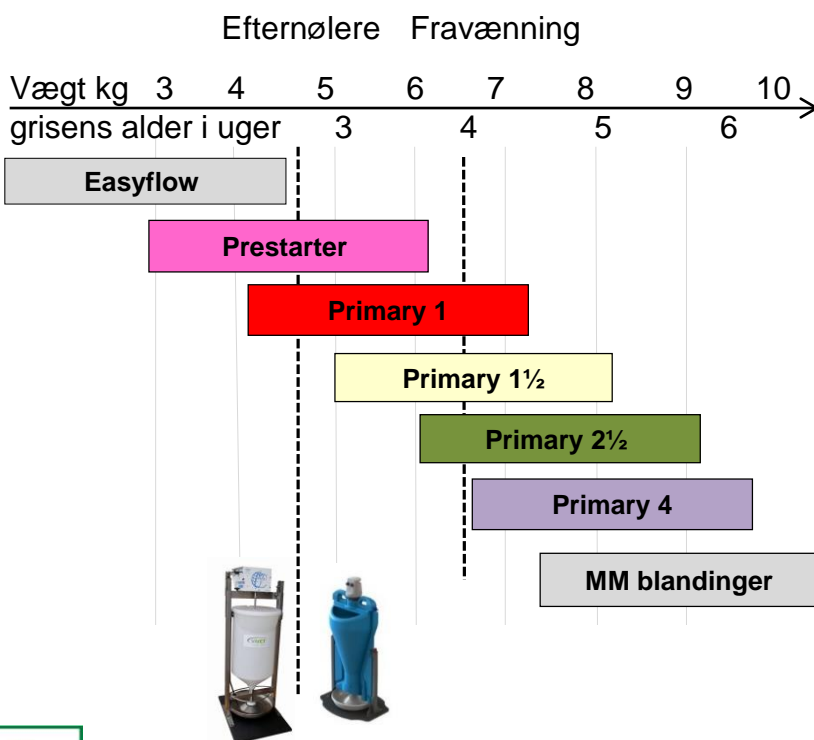 Efternølere Fravænning
Vægt kg 3 4 5 6 7 8 9 10
grisens alder i uger 3 4 5 6
Easyflow
Prestarter
Primary 1
Primary 1½
Primary 2½
Primary 4
MM blandinger